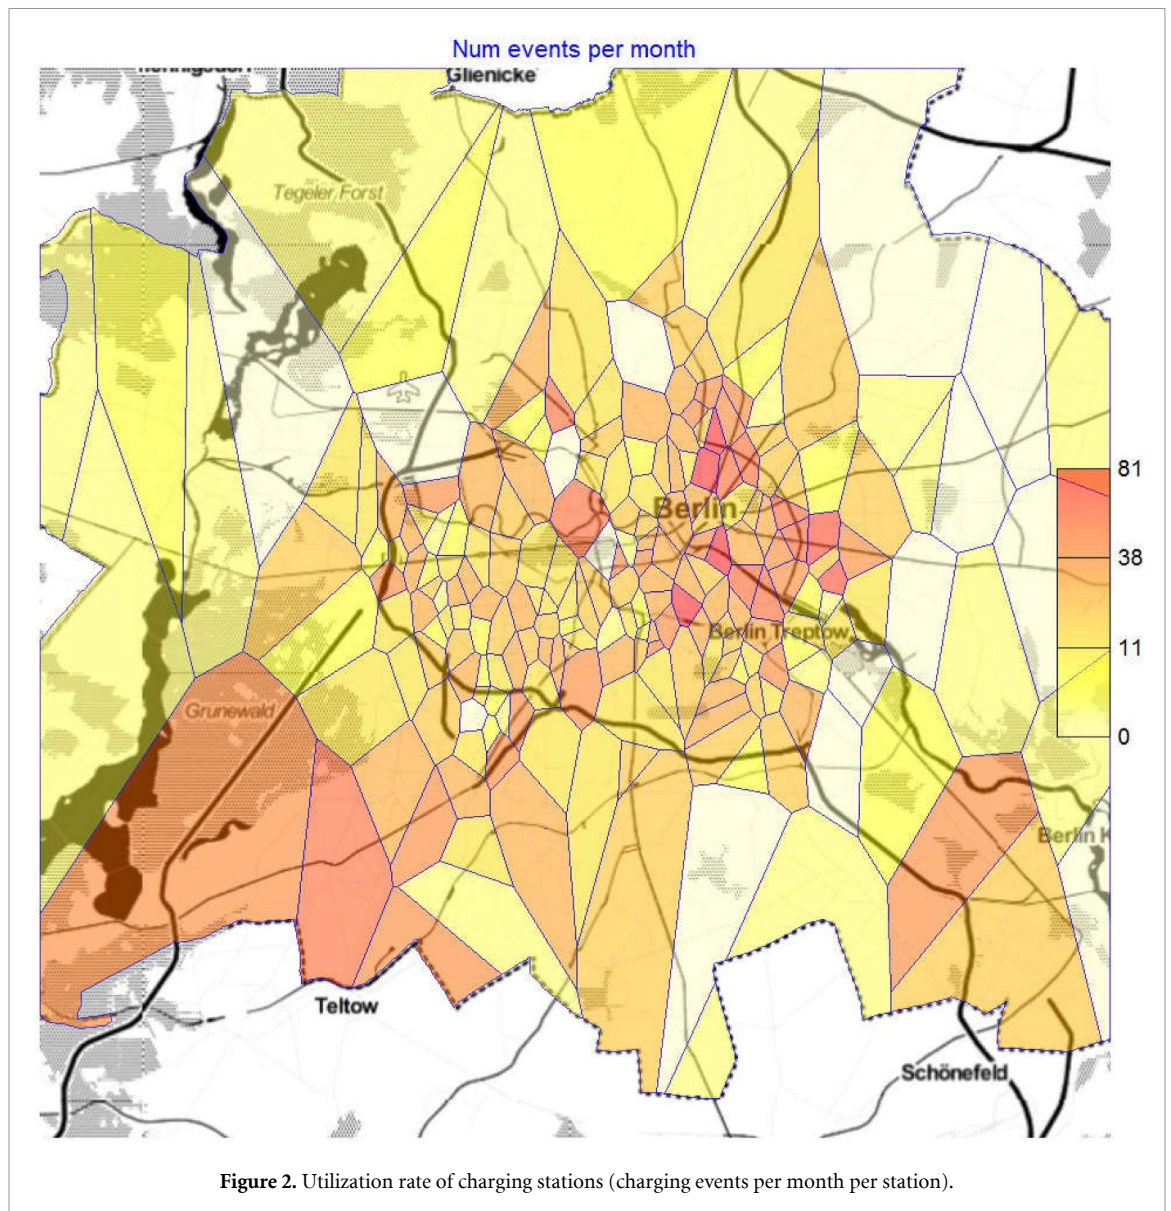 Num events per month
Glienicke
Tegeler Forst
Berlin
81
38
Berlin Treptow
11
Grunewald
0
Berlin K
Teltow
Schönefeld
Figure 2. Utilization rate of charging stations (charging events per month per station).